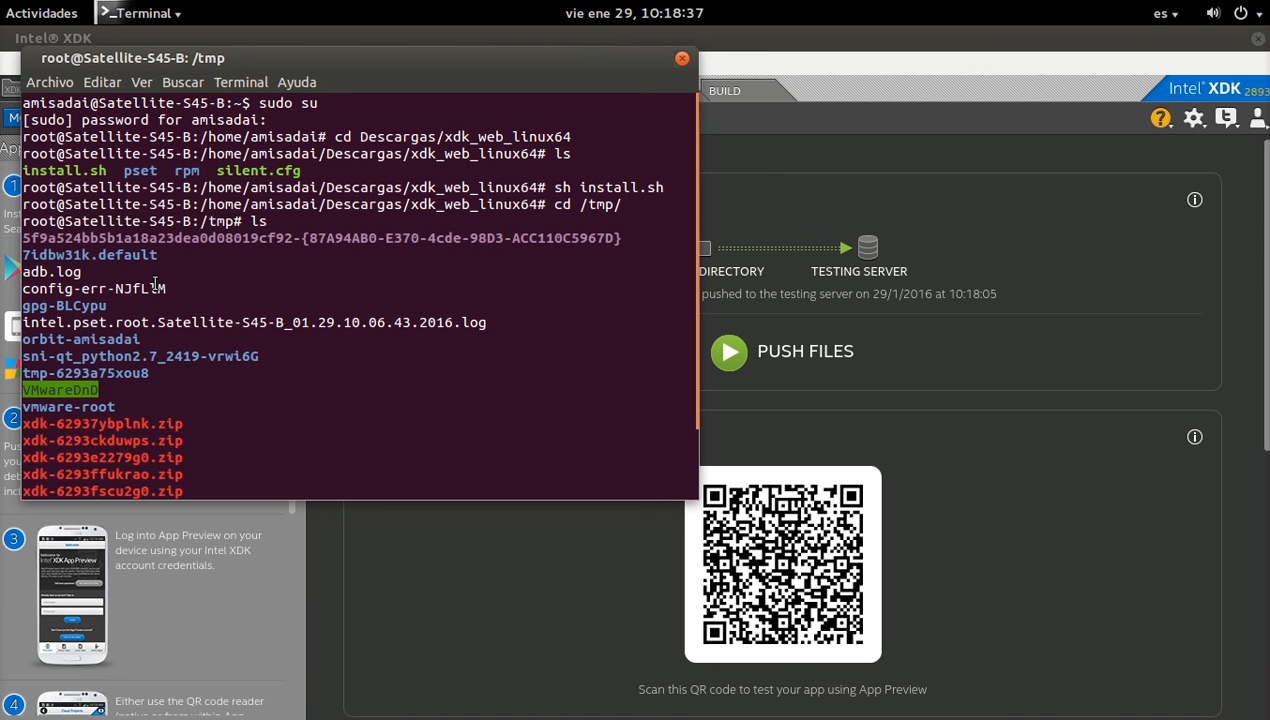 Actividades
Terminal
vie ene 29, 10:18:37
es
Intel® XDK
root@Satellite-S45-B: /tmp
Archivo Editar Ver Buscar Terminal Ayuda
amisadai@Satellite-S45-B:~$ sudo su
[sudo] password for amisadai:
root@Satellite-S45-B:/home/amisadai# cd Descargas/xdk_web_linux64
root@Satellite-S45-B:/home/amisadai/Descargas/xdk_web_linux64# ls
install.sh pset rpm silent.cfg
root@Satellite-S45-B:/home/amisadai/Descargas/xdk_web_linux64# sh install.sh
root@Satellite-S45-B:/home/amisadai/Descargas/xdk_web_linux64# cd /tmp/
root@Satellite-S45-B:/tmp# ls
5f9a524bb5b1a18a23dea0d08019cf92-{87A94AB0-E370-4cde-98D3-ACC110C5967D}
7idbw31k.default
adb.log
gpg-BLCypu
intel.pset.root.Satellite-S45-B_01.29.10.06.43.2016.log
orbit-amisadai
sni-qt_python2.7_2419-vrwi6G
tmp-6293a75xou8
VMwareDnD
vmware-root
xdk-62937ybplnk.zip
xdk-6293ckduwps.zip
xdk-6293e2279g0.zip
xdk-6293ffukrao.zip
xdk-6293fscu2g0.zip
BUILD
Intel® XDK
2893
DIRECTORY
TESTING SERVER
pushed to the testing server on 29/1/2016 at 10:18:05
PUSH FILES
Scan this QR code to test your app using App Preview
1
2
3
Log into App Preview on your
device using your Intel XDK
account credentials.
4
Either use the QR code reader